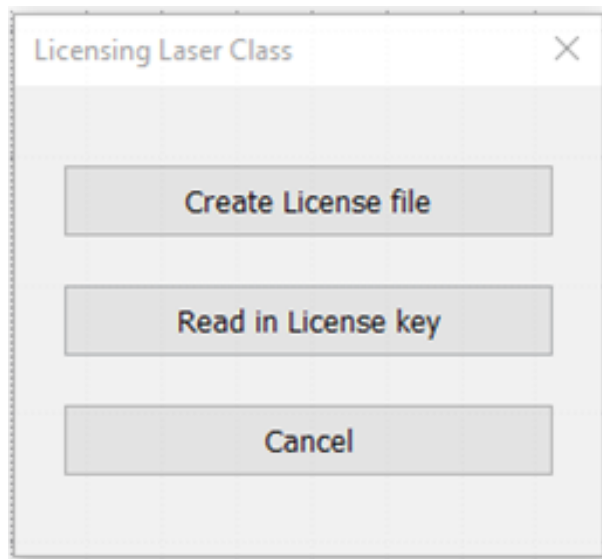 Licensing Laser Class
Create License file
Read in License key
Cancel